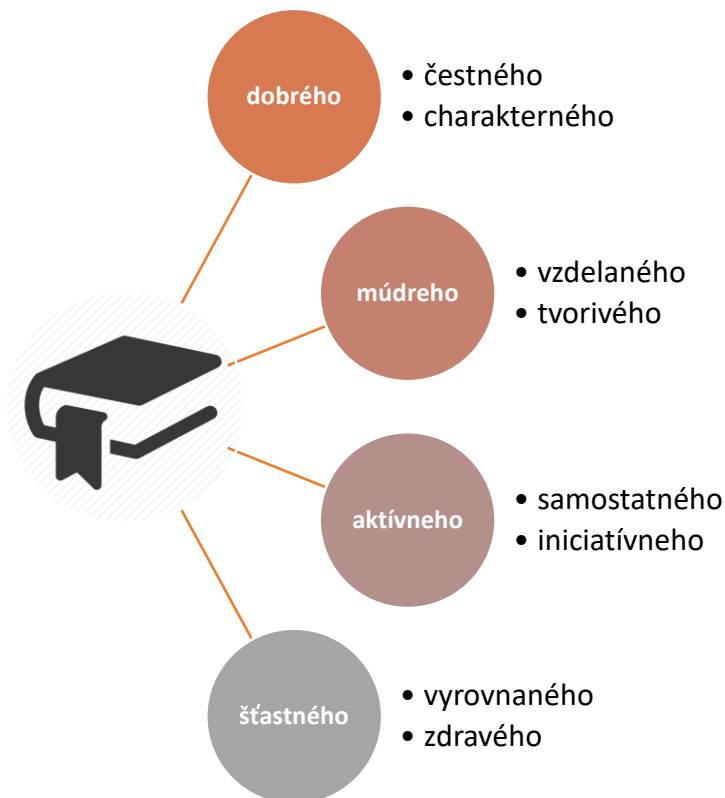 dobrého
• čestného
• charakterného
múdreho
• vzdelaného
• tvorivého
aktívneho
• samostatného
• iniciatívneho
šťastného
• vyrovnaného
• zdravého